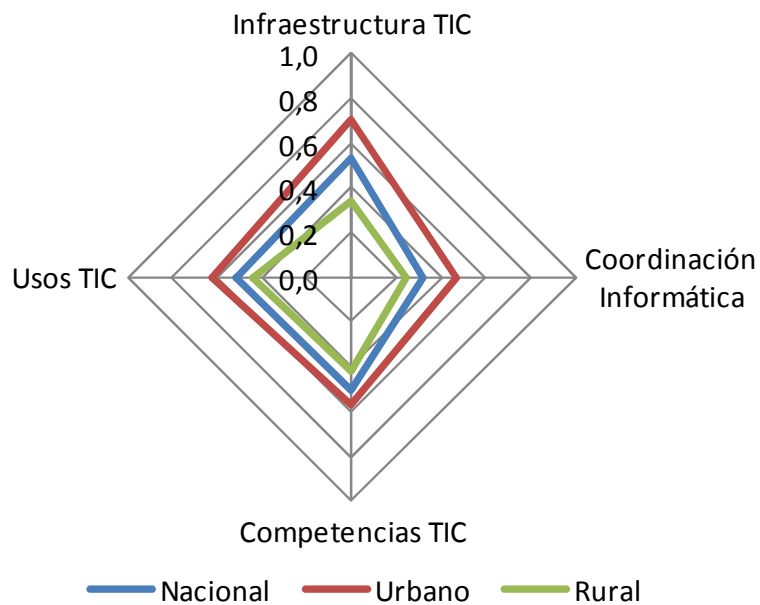 Infraestructura TIC
1,0
0,8
0,6
0,4
0,2
0,0
Usos TIC
Coordinación
Informática
Competencias TIC
Nacional Urbano Rural